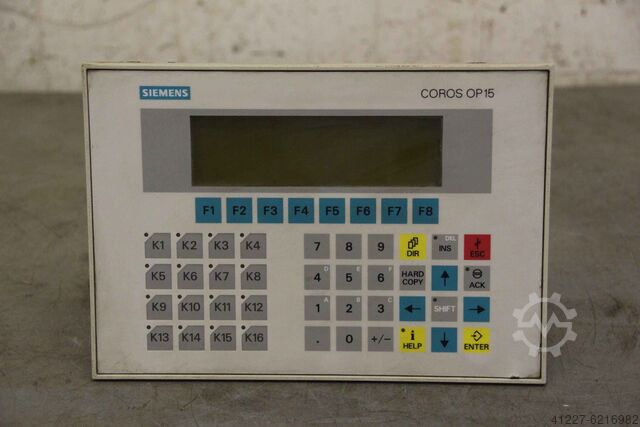 SIEMENS COROS OP15
F1 F2 F3 F4 F5 F6 F7 F8
K1 K2 K3 K4 7 8 9 DIR INS DEL ESC
K5 K6 K7 K8 4 D 5 E 6 F HARD COPY ACK
K9 K10 K11 K12 1 A 2 B 3 C SHIFT
K13 K14 K15 K16 . 0 +/- i HELP ENTER
41227-6216982